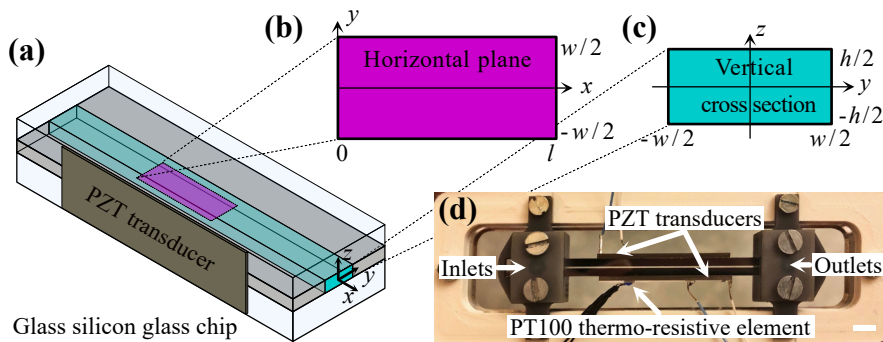 (a)
PZT transducer
z
y
x
Glass silicon glass chip
(b)
y
Horizontal plane
w/2
x
-w/2
0
l
(c)
z
Vertical
h/2
y
cross section
-h/2
-w/2
w/2
(d)
PZT transducers
Inlets
Outlets
PT100 thermo-resistive element